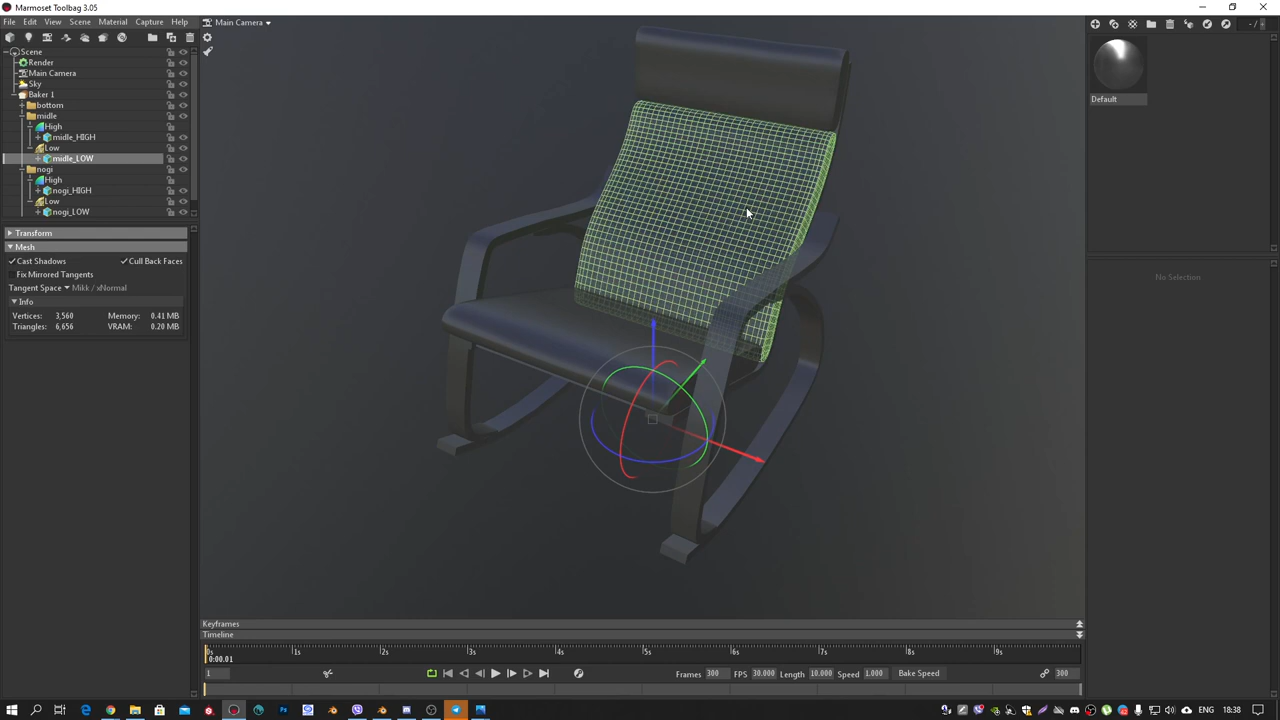 Marmoset Toolbag 3.05
File Edit View Scene Material Capture Help
Main Camera
Scene
Render
Main Camera
Sky
Baker 1
bottom
midle
High
midle_HIGH
Low
midle_LOW
nogi
High
nogi_HIGH
Low
nogi_LOW
Transform
Mesh
Cast Shadows Cull Back Faces
Fix Mirrored Tangents
Tangent Space Mikk / xNormal
Info
Vertices: 3,560 Memory: 0.41 MB
Triangles: 6,656 VRAM: 0.20 MB
Default
No Selection
Keyframes
Timeline
0s 1s 2s 3s 4s 5s 6s 7s 8s 9s
0:00.01
1 Frames 300 FPS 30.000 Length 10.000 Speed 1.000 Bake Speed 300
ENG 18:38